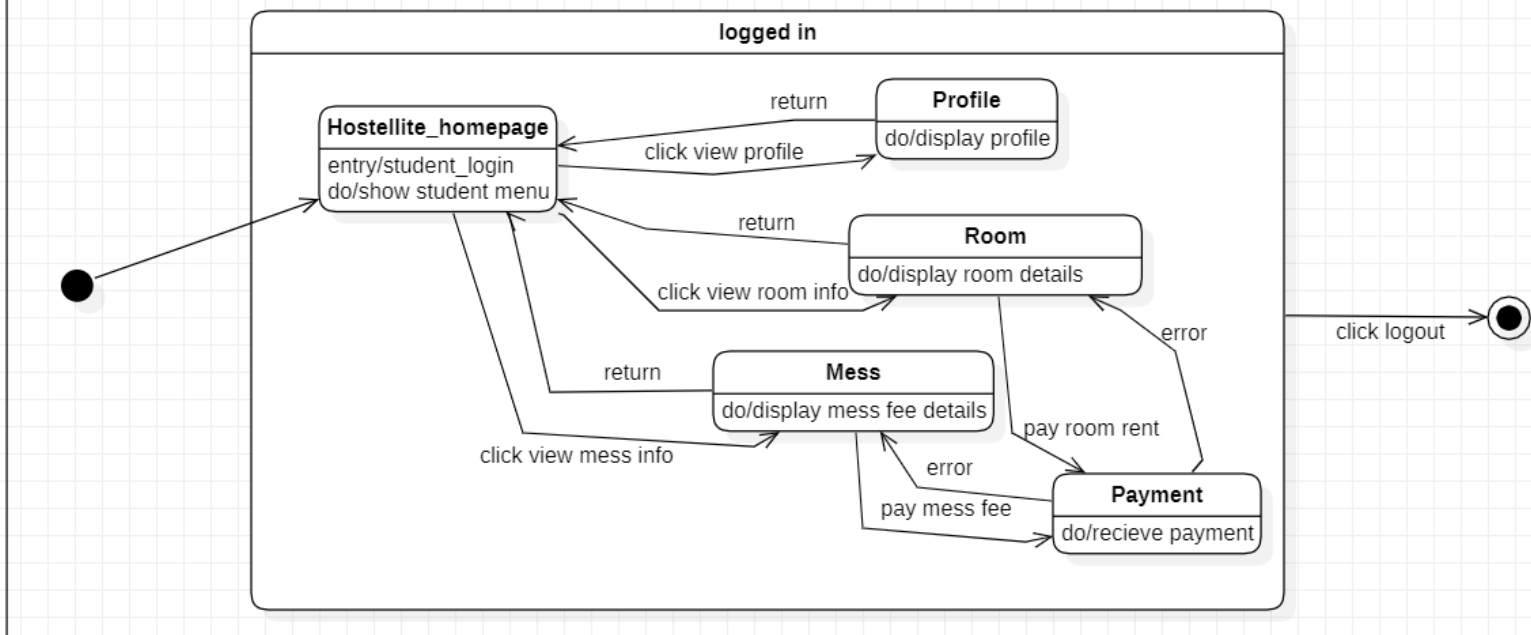 logged in
Profile
do/display profile
return
Hostellite_homepage
entry/student_login
do/show student menu
click view profile
return
Room
do/display room details
click view room info
error
click logout
return
Mess
do/display mess fee details
click view mess info
pay room rent
error
pay mess fee
Payment
do/recieve payment